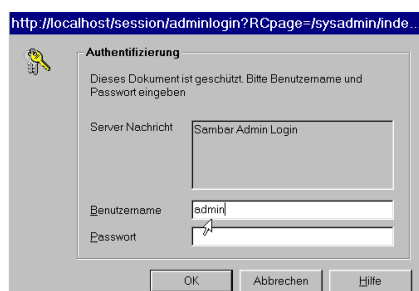 http://localhost/session/adminlogin?RCpage=/sysadmin/inde...
Authentifizierung
Dieses Dokument ist geschützt. Bitte Benutzername und
Passwort eingeben
Server Nachricht
Sambar Admin Login
Benutzername
admin
Passwort
OK
Abbrechen
Hilfe